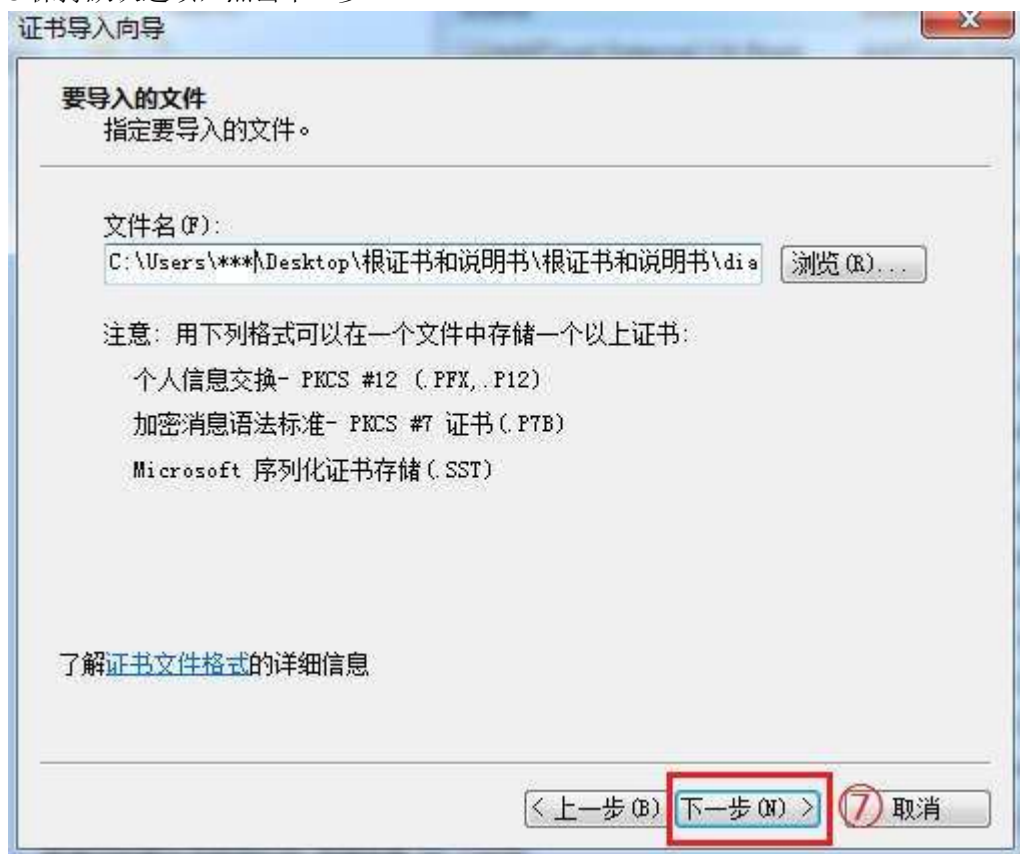 证书导入向导
要导入的文件
指定要导入的文件。
文件名(F):
C:\Users\***\Desktop\根证书和说明书\根证书和说明书\dia 浏览(R)...
注意: 用下列格式可以在一个文件中存储一个以上证书:
个人信息交换- PKCS #12 (.PFX,.P12)
加密消息语法标准- PKCS #7 证书(.P7B)
Microsoft 序列化证书存储(.SST)
了解证书文件格式的详细信息
<上一步(B) 下一步(N) > ⑦ 取消